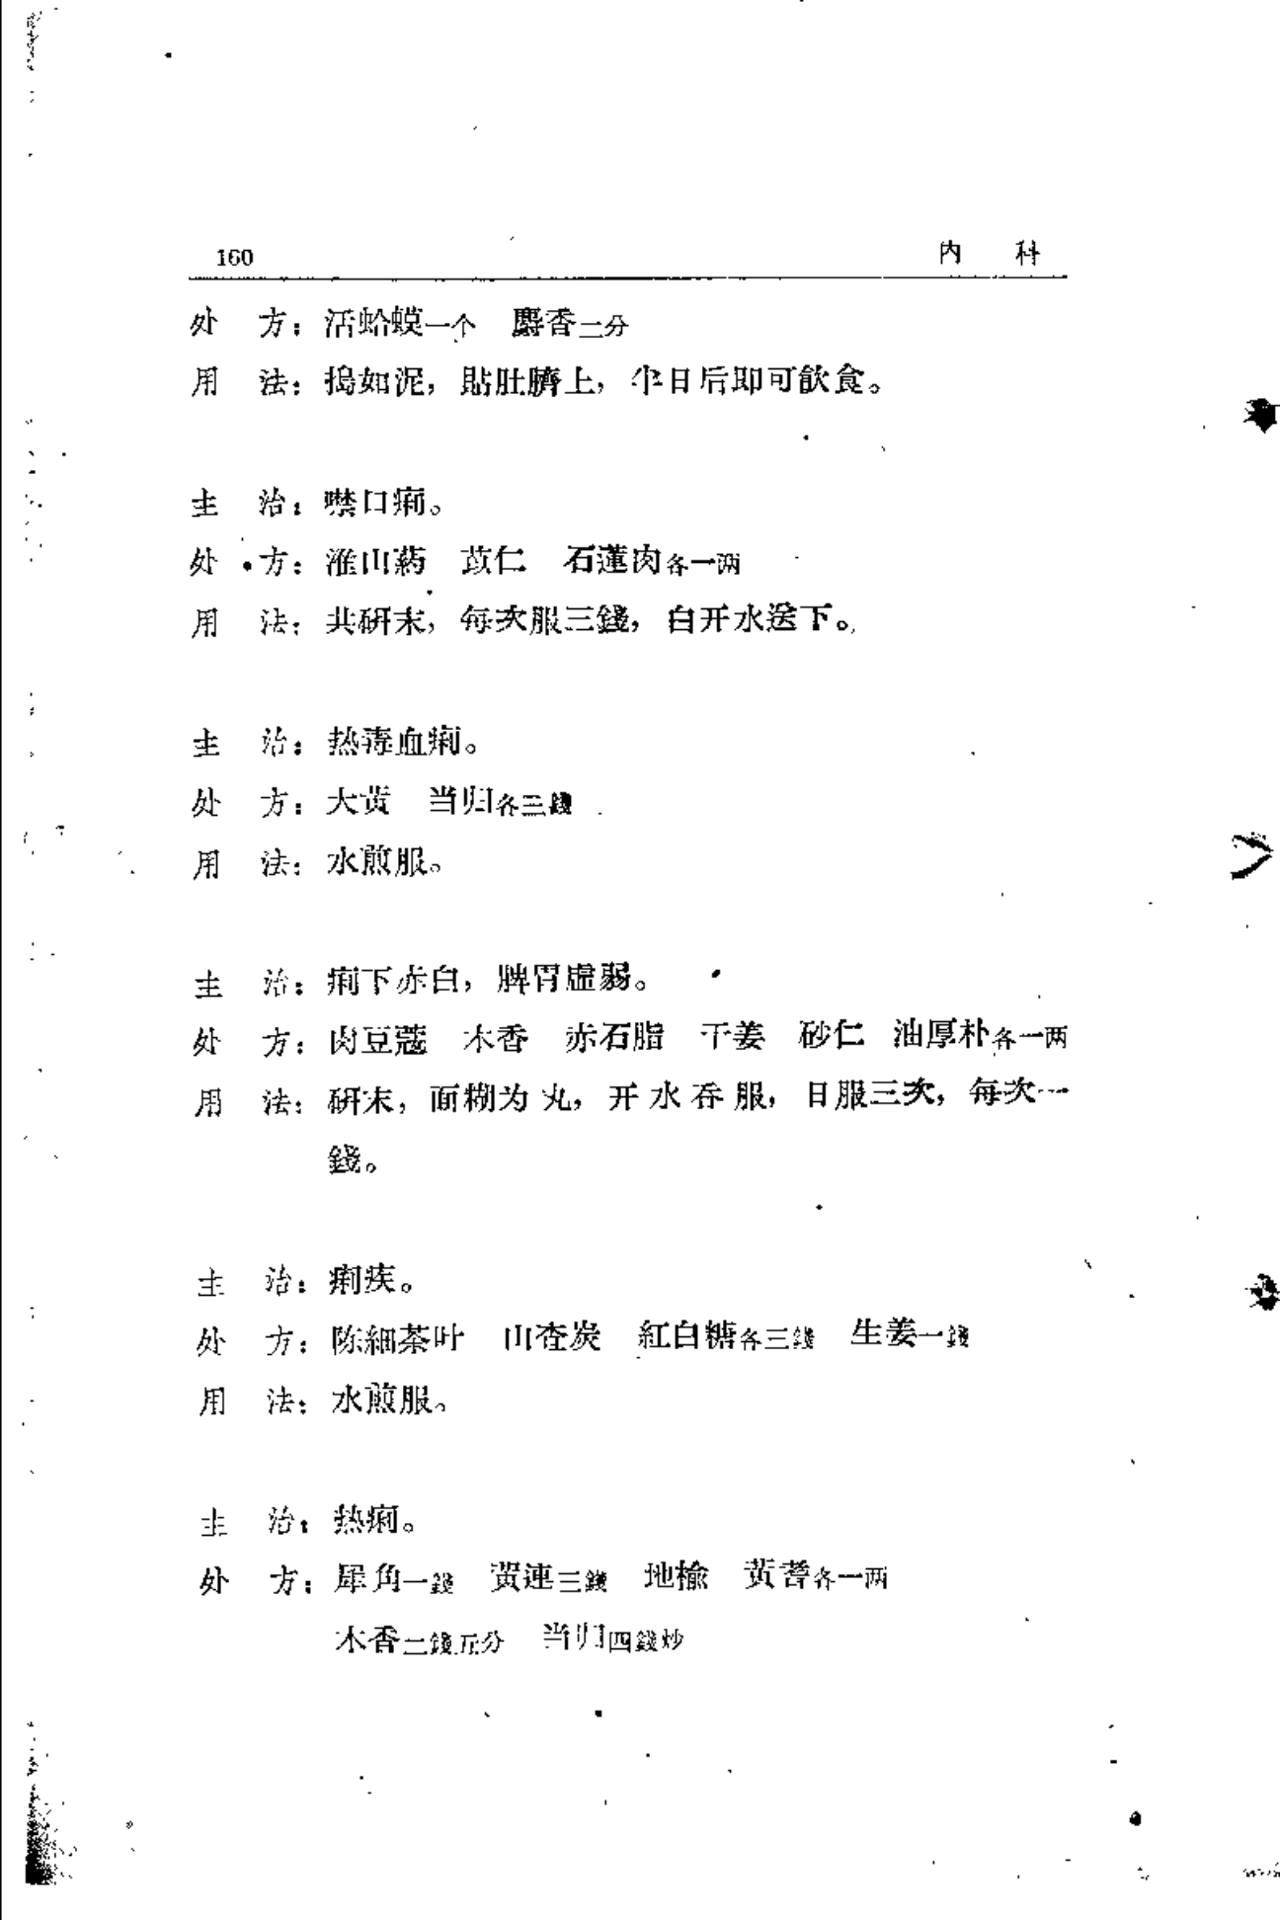 160 内 科
处 方：活蛤蟆一个 麝香二分
用 法：搗如泥，貼肚臍上，半日后即可飲食。
主 治：噤口痢。
处 方：淮山药 苡仁 石蓮肉各一两
用 法：共研末，每次服三錢，白开水送下。
主 治：热毒血痢。
处 方：大黄 当归各三錢
用 法：水煎服。
主 治：痢下赤白，脾胃虛弱。
处 方：肉豆蔻 木香 赤石脂 干姜 砂仁 油厚朴各一两
用 法：研末，面糊为丸，开水吞服，日服三次，每次一
錢。
主 治：痢疾。
处 方：陈細茶叶 山查炭 紅白糖各三錢 生姜一錢
用 法：水煎服。
主 治：热痢。
处 方：犀角一錢 黃連三錢 地楡 黃蓍各一两
木香二錢五分 当归四錢炒